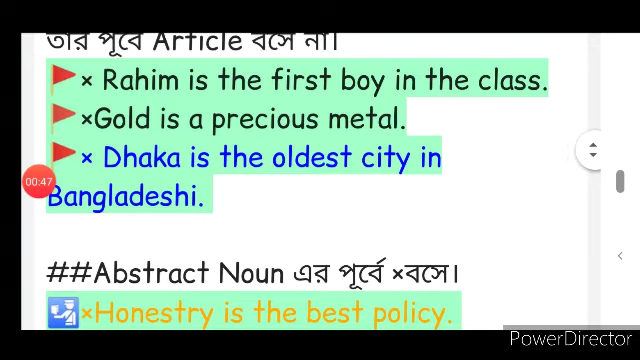 তার পূর্বে Article বসে না।
🚩× Rahim is the first boy in the class.
🚩×Gold is a precious metal.
🚩× Dhaka is the oldest city in
00:47
Bangladeshi.
##Abstract Noun এর পূর্বে ×বসে।
🛃×Honestry is the best policy.
PowerDirector